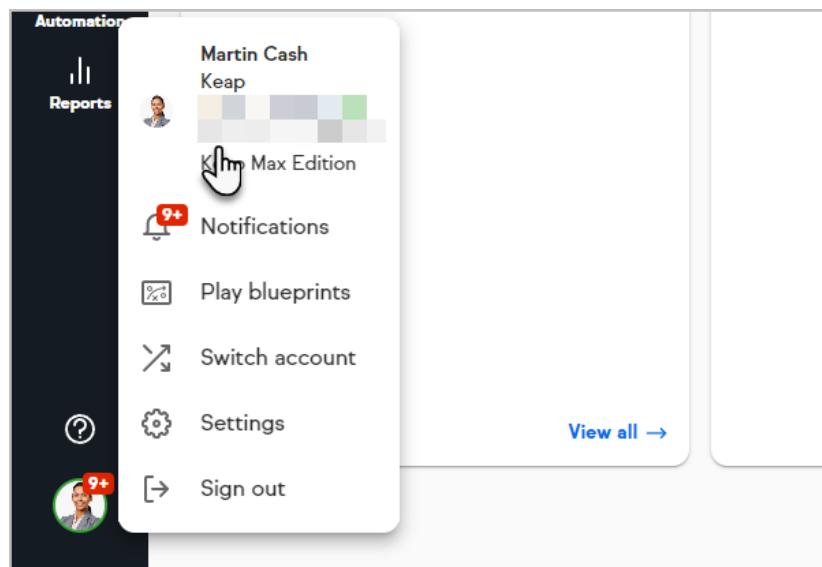 Automation
Reports
Martin Cash
Keap
Max Edition
9+
Notifications
Play blueprints
Switch account
Settings
Sign out
9+
View all →